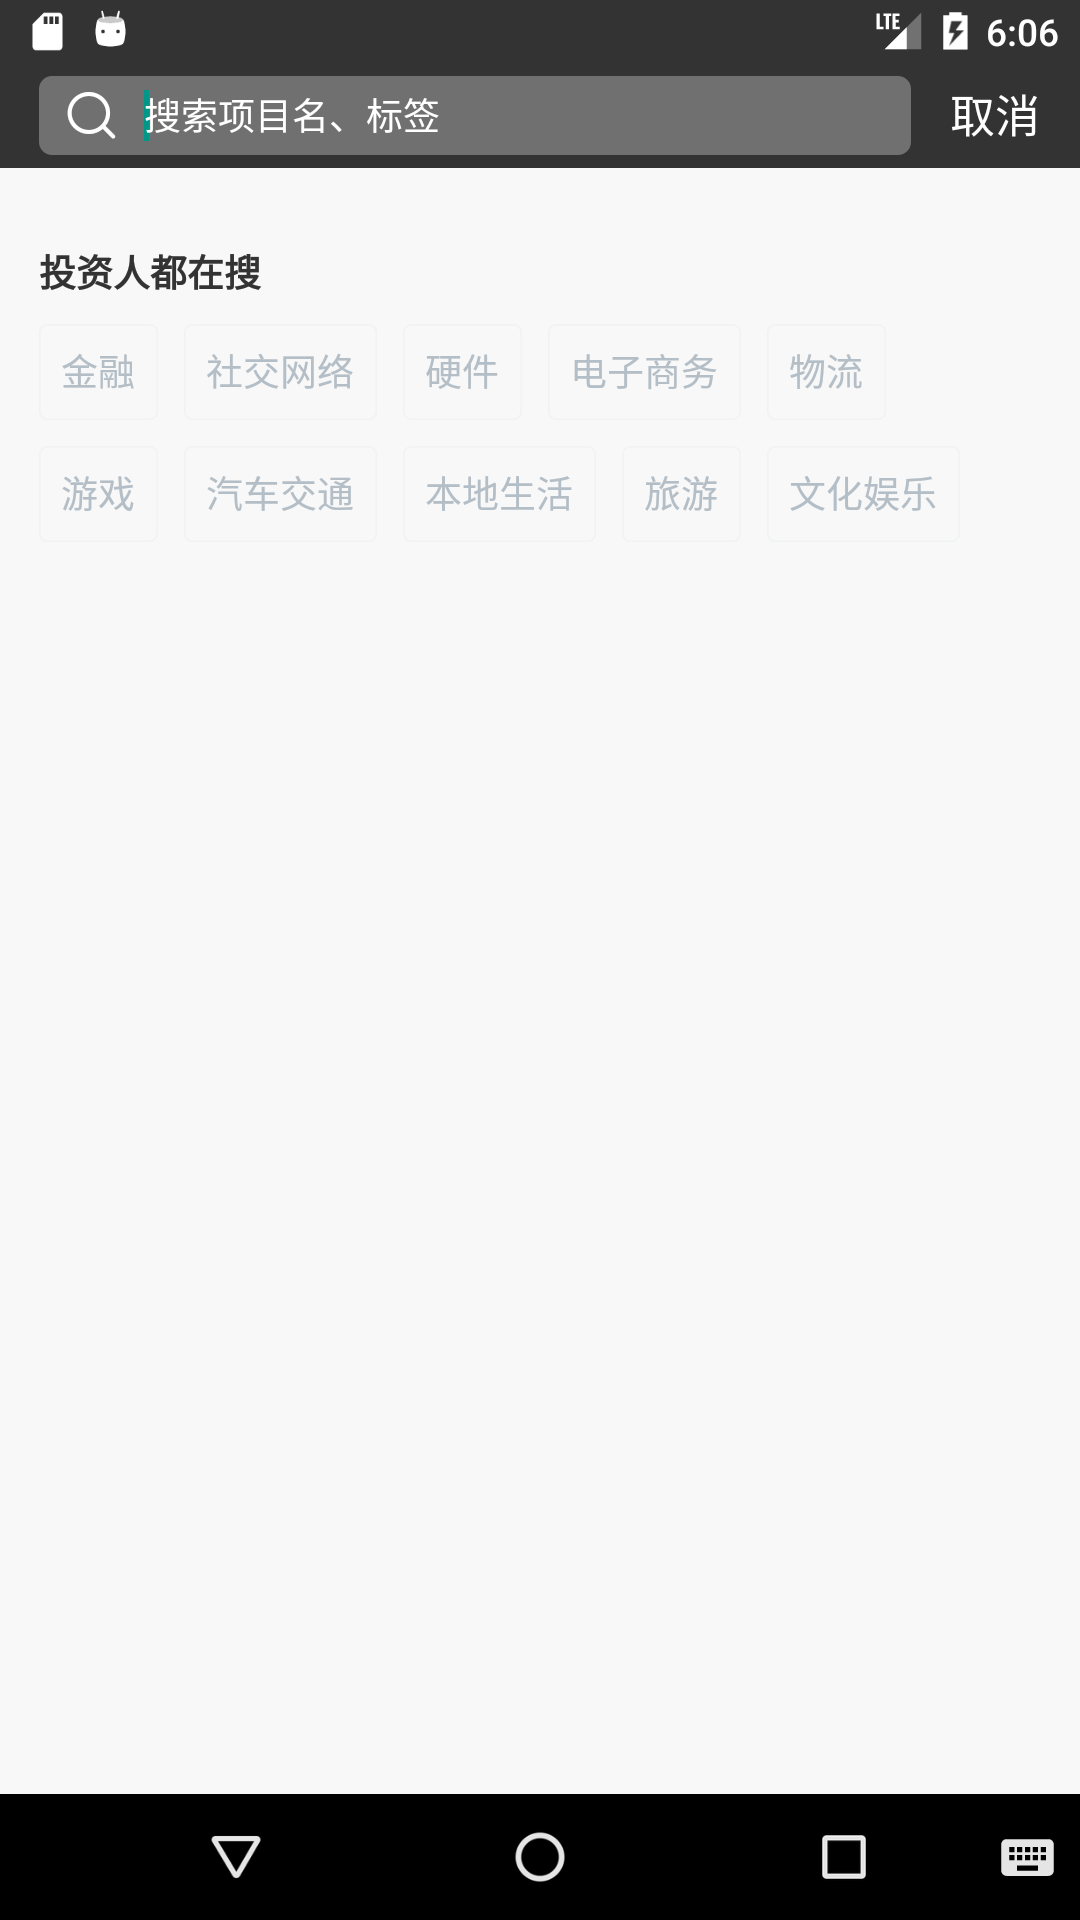 LTE 6:06
搜索项目名、标签 取消
投资人都在搜
金融 社交网络 硬件 电子商务 物流
游戏 汽车交通 本地生活 旅游 文化娱乐